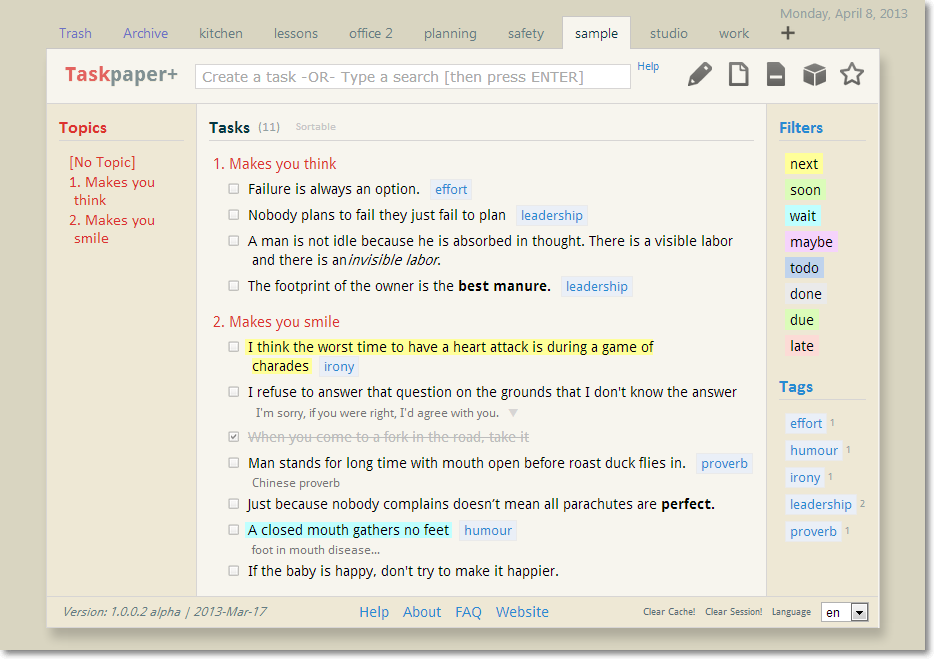 Monday, April 8, 2013
Trash Archive kitchen lessons office 2 planning safety sample studio work +
Taskpaper+
Create a task -OR- Type a search [then press ENTER]
Help
Topics
[No Topic]
1. Makes you
think
2. Makes you
smile
Tasks (11) Sortable
1. Makes you think
Failure is always an option. effort
Nobody plans to fail they just fail to plan leadership
A man is not idle because he is absorbed in thought. There is a visible labor
and there is an invisible labor.
The footprint of the owner is the best manure. leadership
2. Makes you smile
I think the worst time to have a heart attack is during a game of
charades irony
I refuse to answer that question on the grounds that I don't know the answer
I'm sorry, if you were right, I'd agree with you.
When you come to a fork in the road, take it
Man stands for long time with mouth open before roast duck flies in. proverb
Chinese proverb
Just because nobody complains doesn’t mean all parachutes are perfect.
A closed mouth gathers no feet humour
foot in mouth disease...
If the baby is happy, don't try to make it happier.
Filters
next
soon
wait
maybe
todo
done
due
late
Tags
effort 1
humour 1
irony 1
leadership 2
proverb 1
Version: 1.0.0.2 alpha | 2013-Mar-17 Help About FAQ Website Clear Cache! Clear Session! Language en